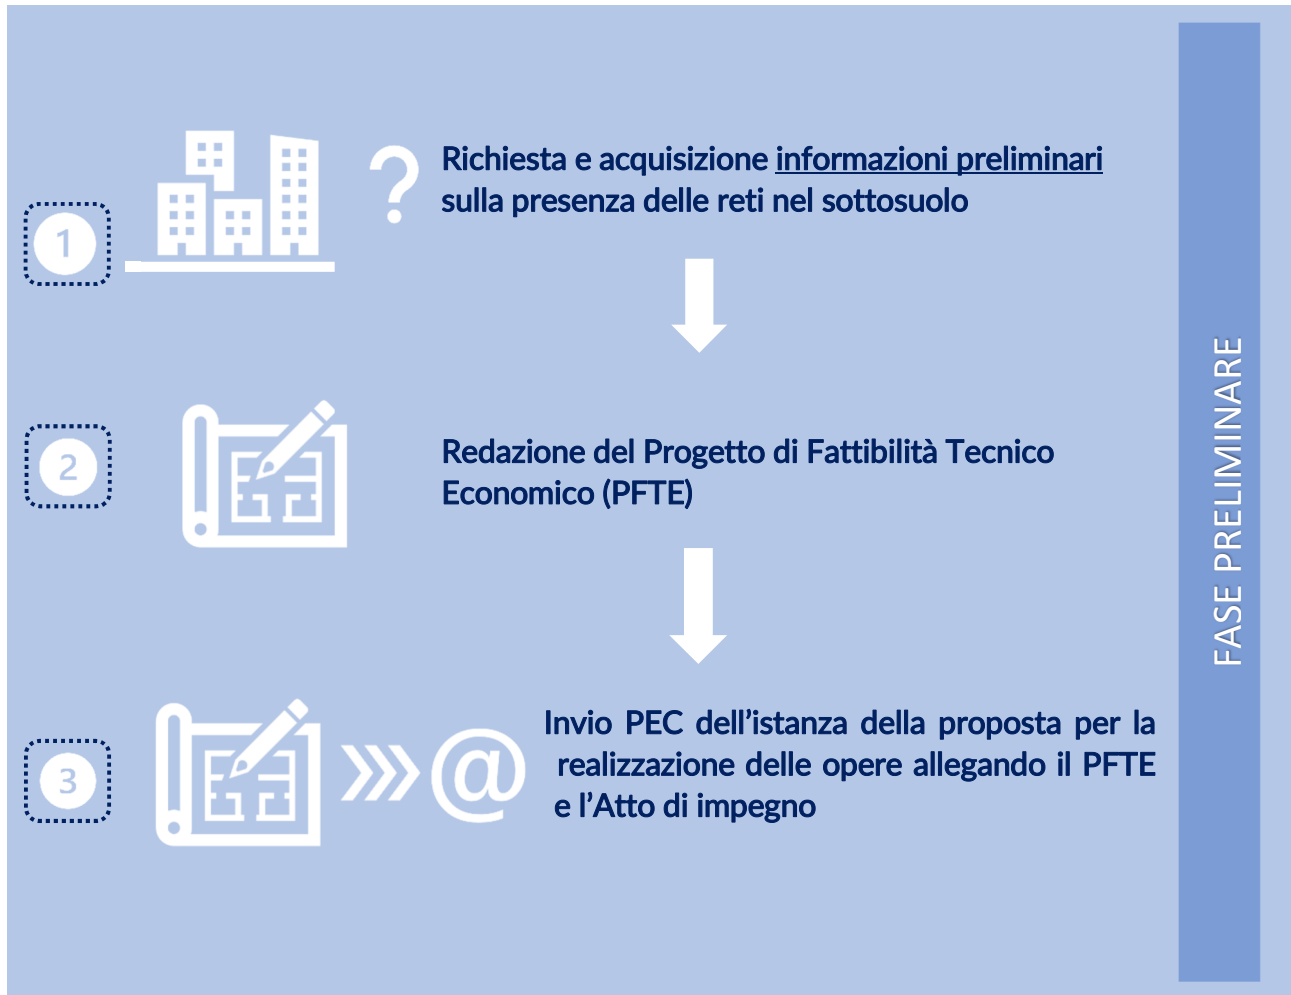 1
Richiesta e acquisizione informazioni preliminari
sulla presenza delle reti nel sottosuolo
2
Redazione del Progetto di Fattibilità Tecnico
Economico (PFTE)
3
@
Invio PEC dell’istanza della proposta per la
realizzazione delle opere allegando il PFTE
e l’Atto di impegno
FASE PRELIMINARE